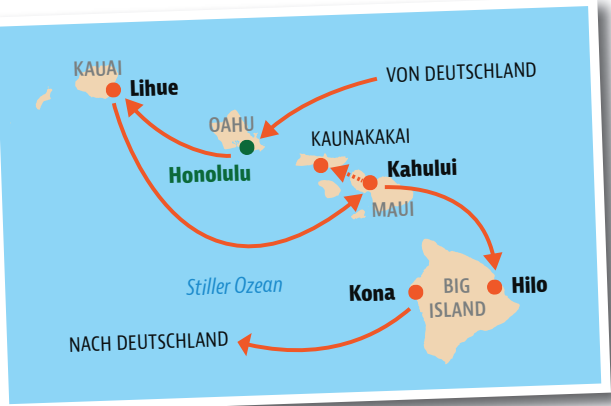 KAUAI
Lihue
VON DEUTSCHLAND
OAHU
Honolulu
KAUNAKAKAI
Kahului
MAUI
Stiller Ozean
Kona
BIG
ISLAND
Hilo
NACH DEUTSCHLAND